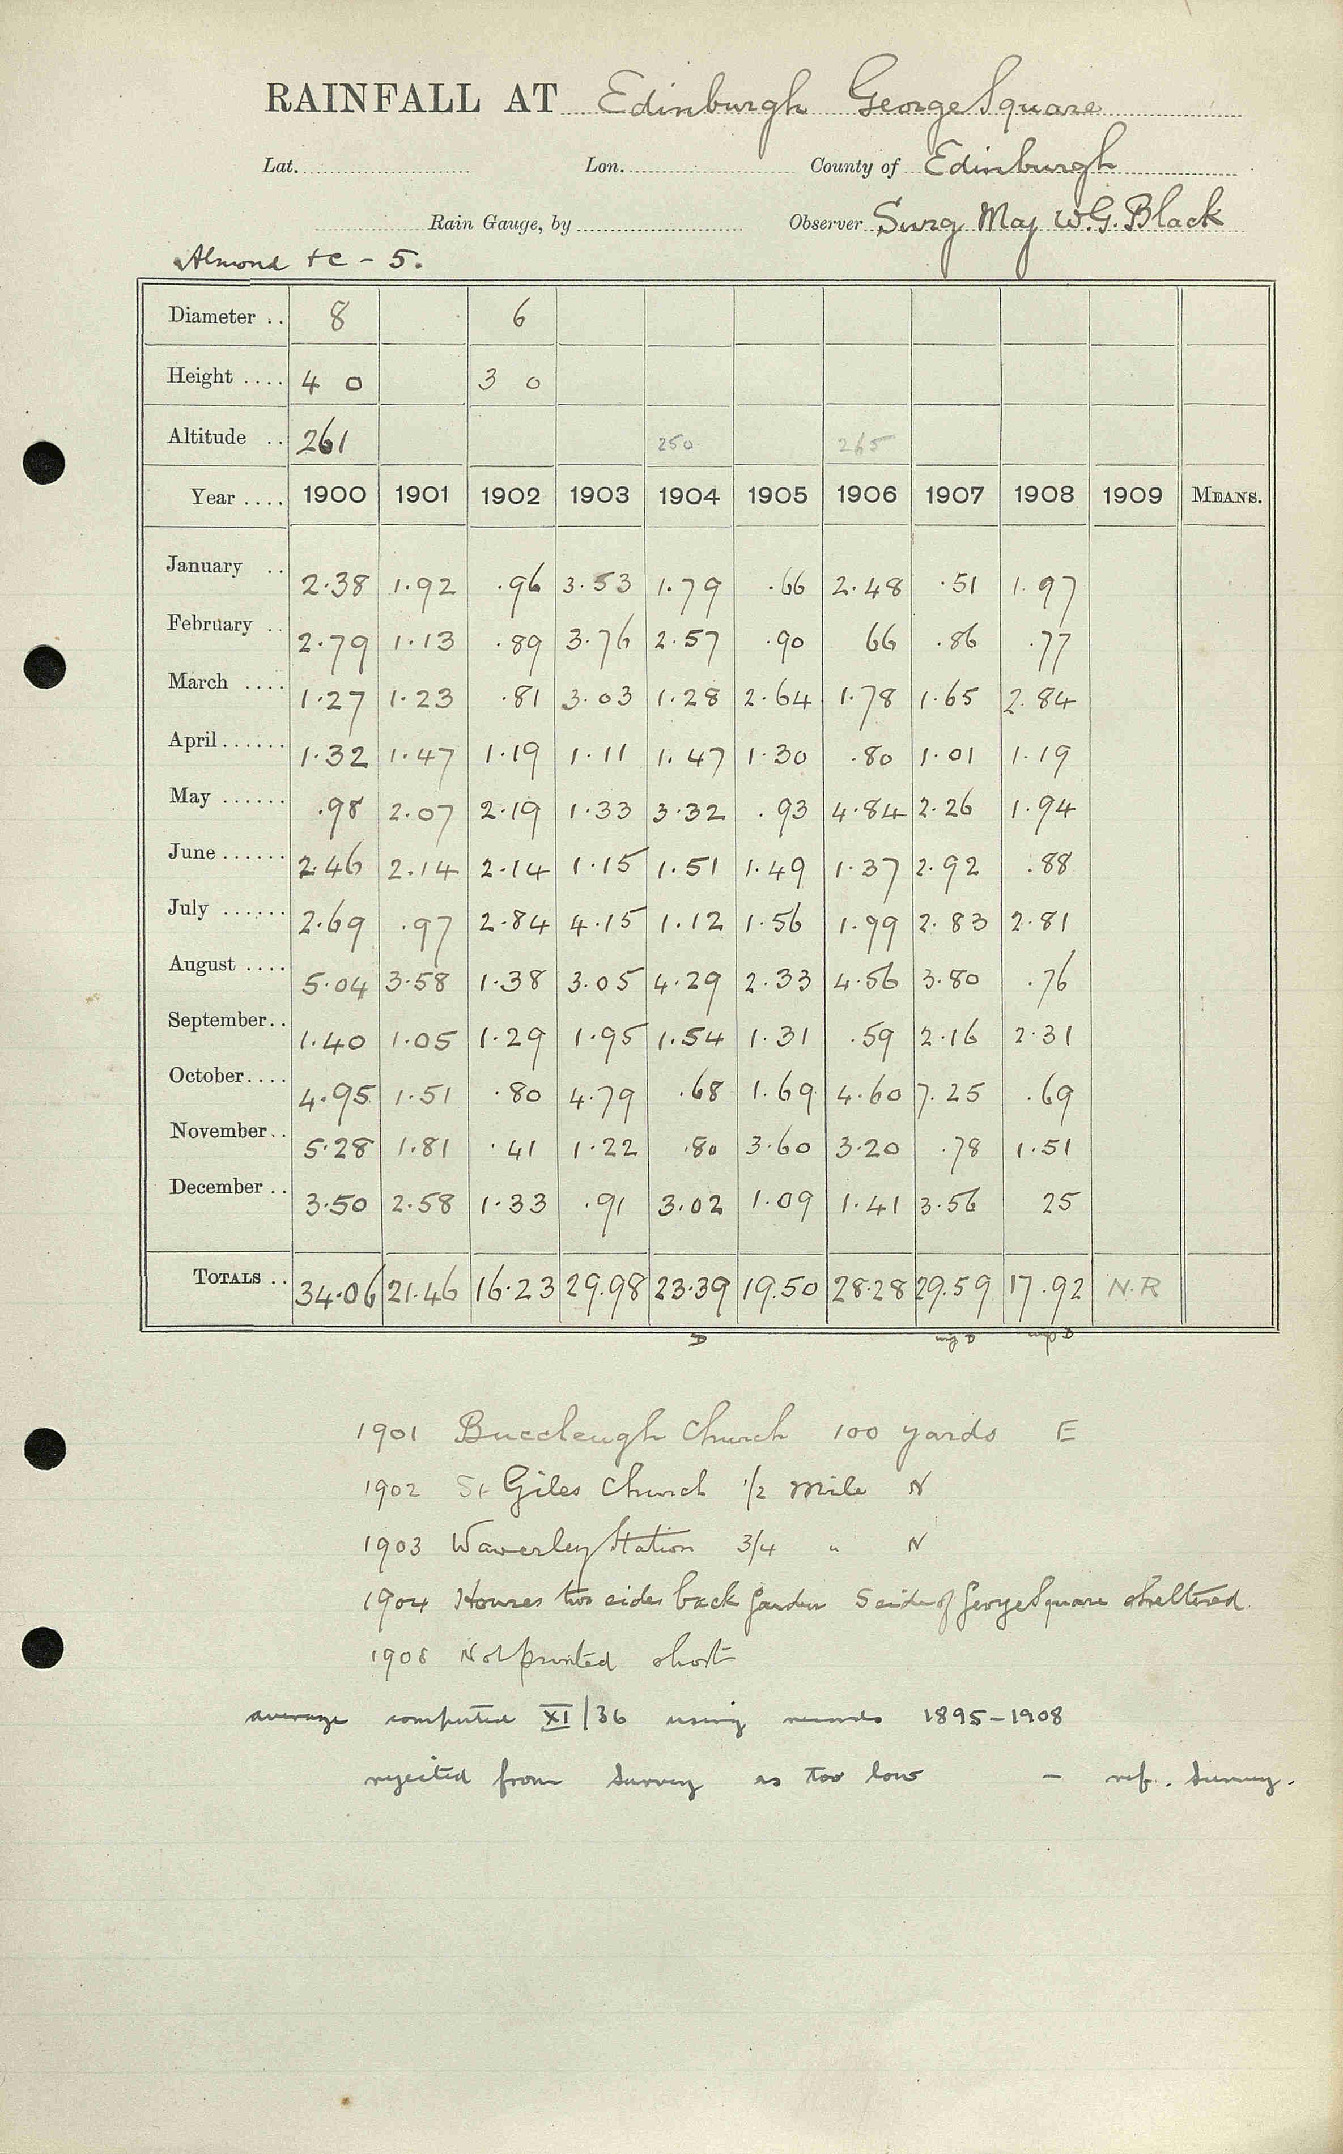 RAINFALL AT Edinburgh George Square
Lat. Lon. County of Edinburgh
Rain Gauge, by Observer Surg Maj W.G. Black
Almond &c - 5.
Diameter .. 8 6
Height .... 4 0 3 0
Altitude .. 261 250 265
Year .... 1900 1901 1902 1903 1904 1905 1906 1907 1908 1909 MEANS.
January .. 2.38 1.92 .96 3.53 1.79 .66 2.48 .51 1.97
February .. 2.79 1.13 .89 3.76 2.57 .90 66 .86 .77
March .... 1.27 1.23 .81 3.03 1.28 2.64 1.78 1.65 2.84
April...... 1.32 1.47 1.19 1.11 1.47 1.30 .80 1.01 1.19
May ...... .98 2.07 2.19 1.33 3.32 .93 4.84 2.26 1.94
June...... 2.46 2.14 2.14 1.15 1.51 1.49 1.37 2.92 .88
July ...... 2.69 .97 2.84 4.15 1.12 1.56 1.99 2.83 2.81
August .... 5.04 3.58 1.38 3.05 4.29 2.33 4.56 3.80 .76
September.. 1.40 1.05 1.29 1.95 1.54 1.31 .59 2.16 2.31
October.... 4.95 1.51 .80 4.79 .68 1.69 4.60 7.25 .69
November.. 5.28 1.81 .41 1.22 .80 3.60 3.20 .78 1.51
December .. 3.50 2.58 1.33 .91 3.02 1.09 1.41 3.56 25
TOTALS .. 34.06 21.46 16.23 29.98 23.39 19.50 28.28 29.59 17.92 N.R
D D D
1901 Buccleugh Church 100 yards E
1902 St Giles Church 1/2 mile N
1903 Waverley Station 3/4 " N
1904 Houses two sides back garden S side of George Square sheltered.
1908 Not printed short
average computed XI/36 using records 1895-1908
rejected from Survey as too low - ref. Survey.